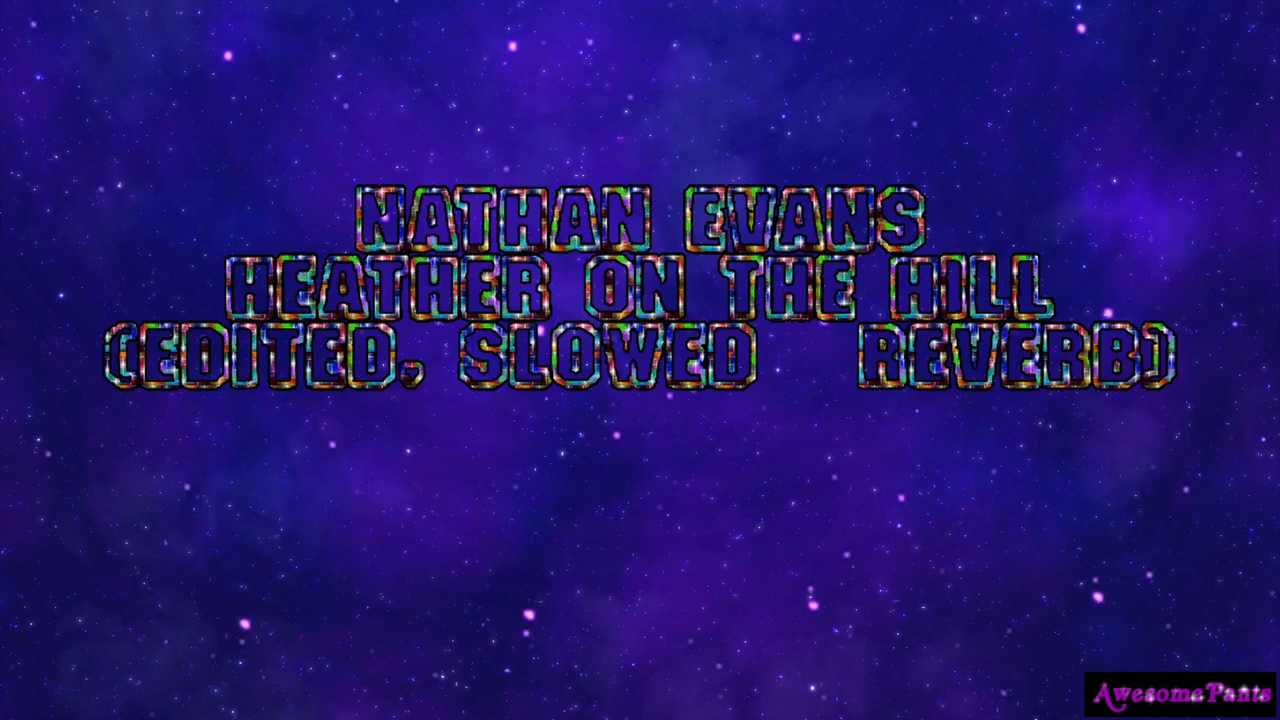 NATHAN EVANS
HEATHER ON THE HILL
(EDITED, SLOWED  REVERB)
AwesomePants